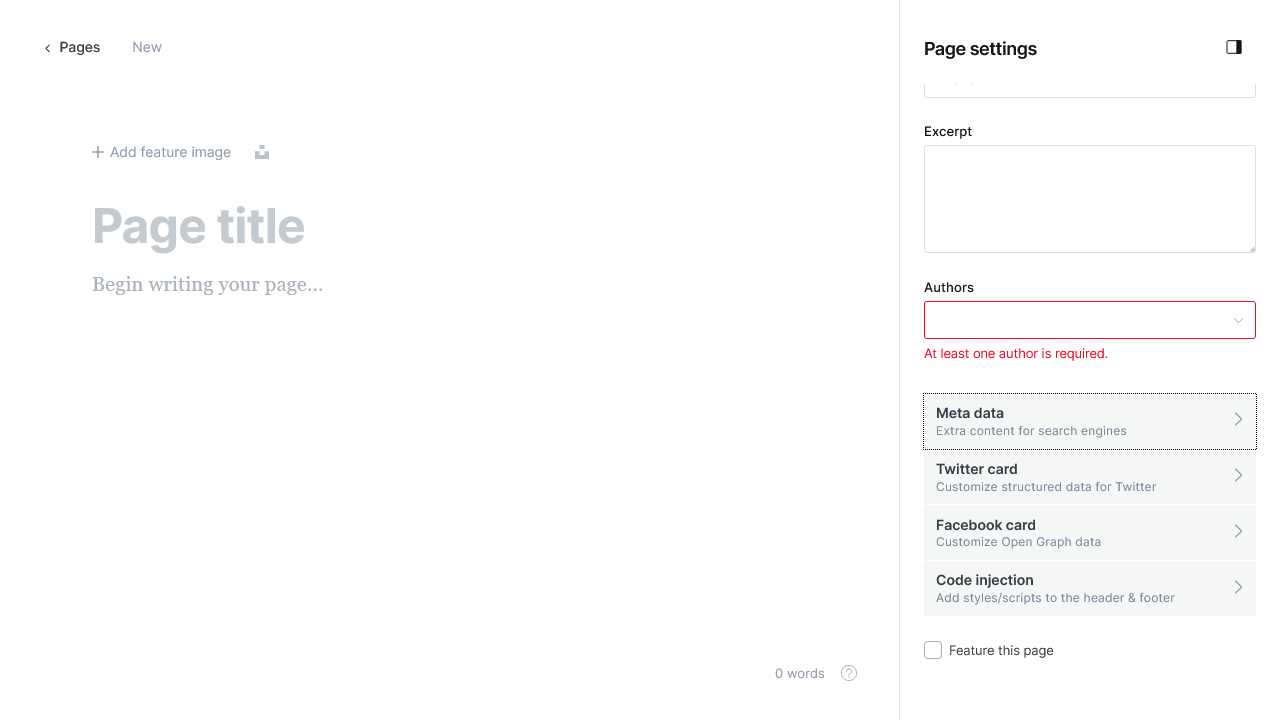 Pages
New
Page settings
Excerpt
Add feature image
Page title
Begin writing your page...
Authors
At least one author is required.
Meta data
Extra content for search engines
Twitter card
Customize structured data for Twitter
Facebook card
Customize Open Graph data
Code injection
Add styles/scripts to the header & footer
Feature this page
0 words
?